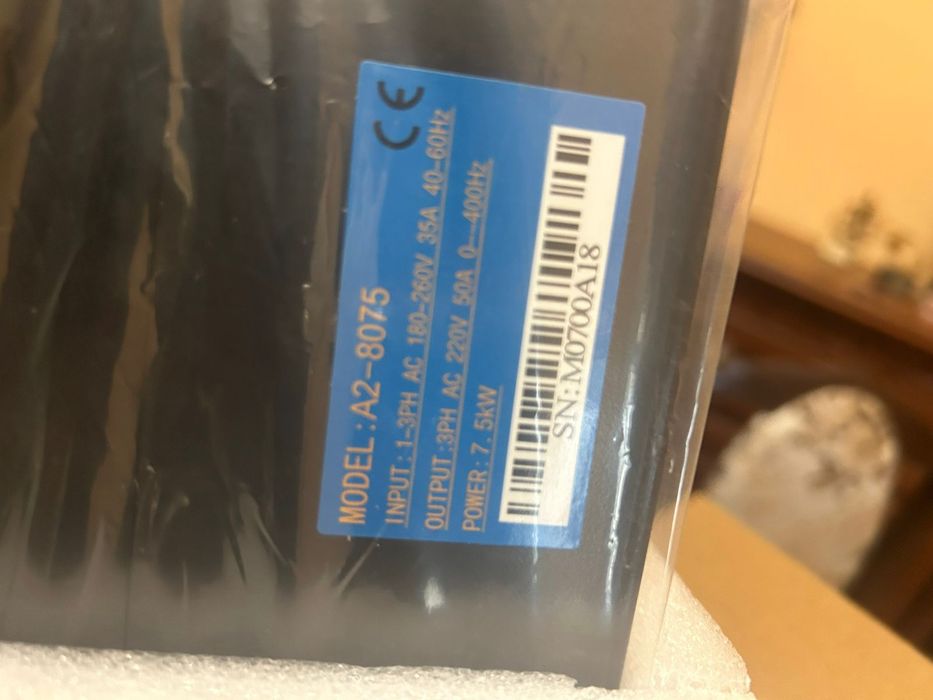 CE
MODEL:A2-8075
INPUT:1-3PH AC 180-260V 35A 40-60Hz
OUTPUT:3PH AC 220V 50A 0—400Hz
POWER:7.5kW
SN:M0700A18